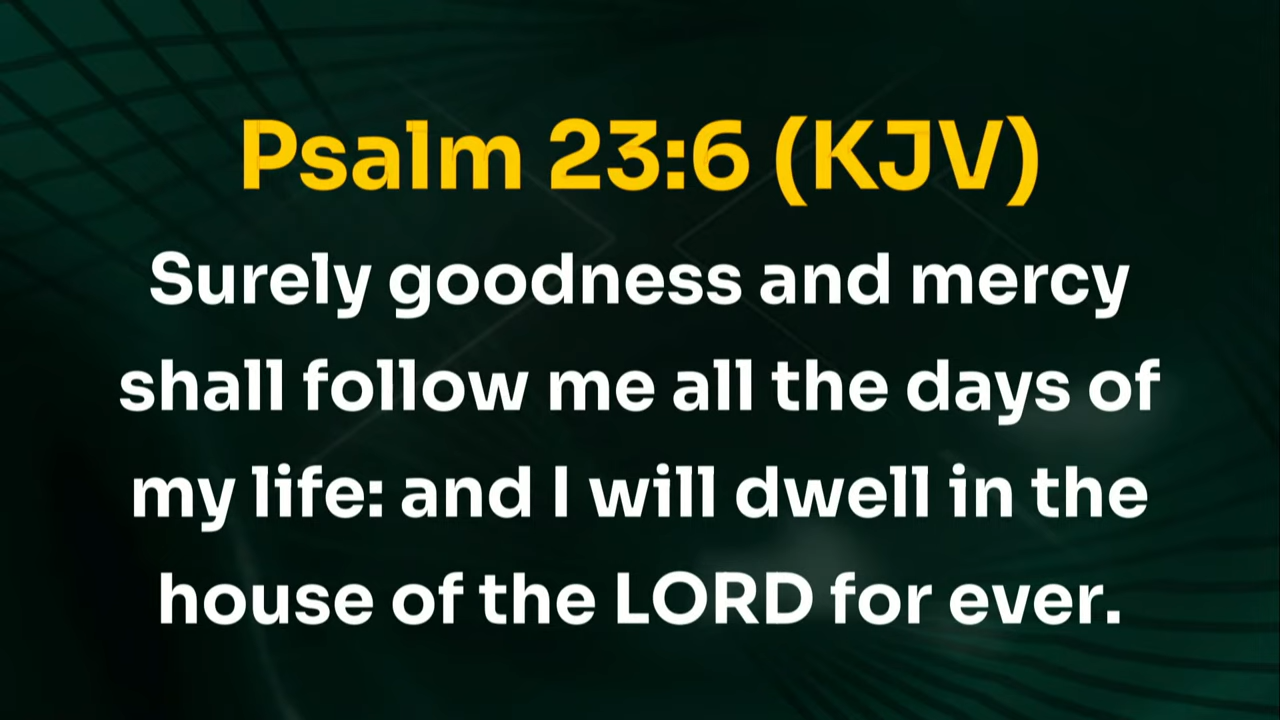 Psalm 23:6 (KJV)
Surely goodness and mercy
shall follow me all the days of
my life: and I will dwell in the
house of the LORD for ever.